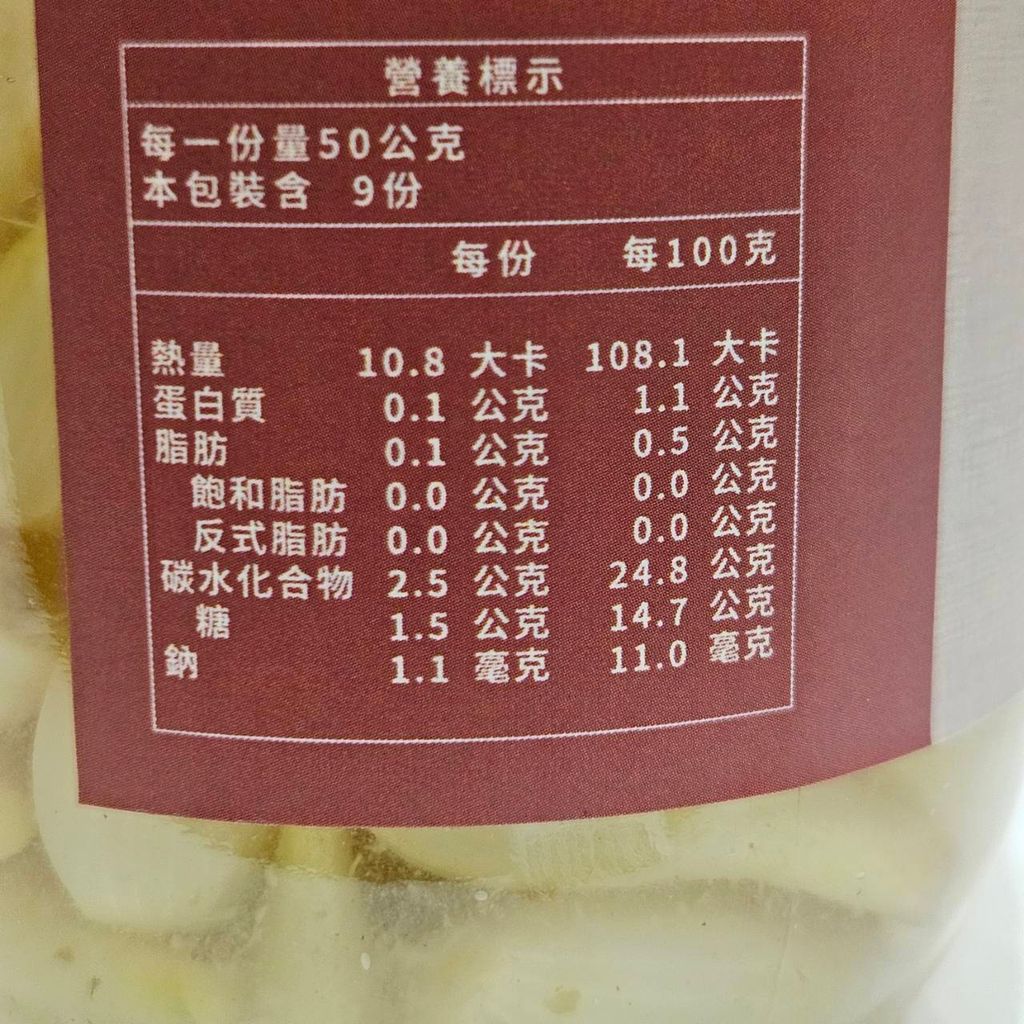 營養標示
每一份量50公克
本包裝含 9份
每份 每100克
熱量 10.8 大卡 108.1 大卡
蛋白質 0.1 公克 1.1 公克
脂肪 0.1 公克 0.5 公克
飽和脂肪 0.0 公克 0.0 公克
反式脂肪 0.0 公克 0.0 公克
碳水化合物 2.5 公克 24.8 公克
糖 1.5 公克 14.7 公克
鈉 1.1 毫克 11.0 毫克